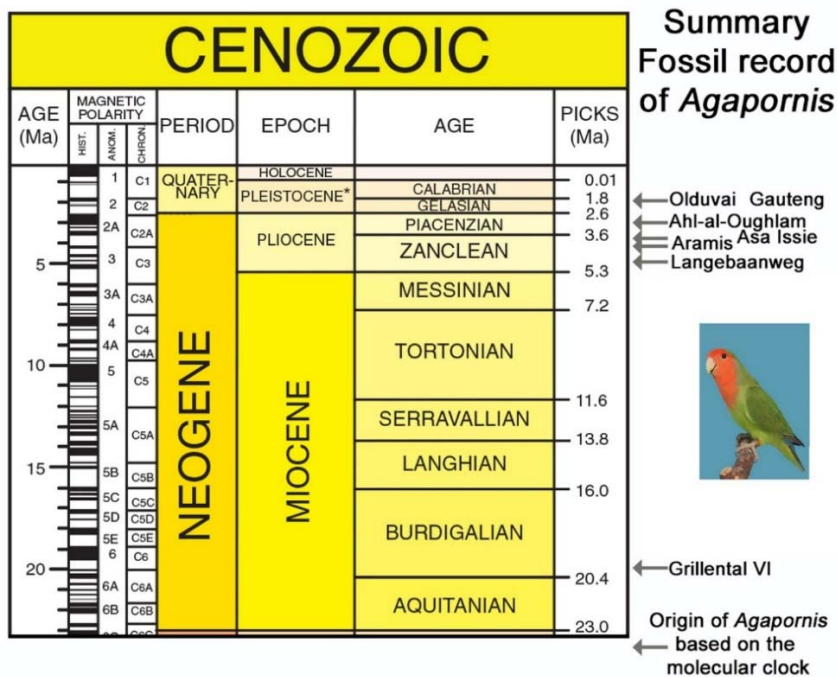 CENOZOIC
Summary
Fossil record
of Agapornis
AGE
(Ma)
MAGNETIC
POLARITY
HIST.
ANOM.
CHRON.
PERIOD
EPOCH
AGE
PICKS
(Ma)
5
10
15
20
1
2
2A
3
3A
4
4A
5
5A
5B
5C
5D
5E
6
6A
6B
C1
C2
C2A
C3
C3A
C4
C4A
C5
C5A
C5B
C5C
C5D
C5E
C6
C6A
C6B
C6C
QUATER-
NARY
NEOGENE
HOLOCENE
PLEISTOCENE*
PLIOCENE
MIOCENE
CALABRIAN
GELASIAN
PIACENZIAN
ZANCLEAN
MESSINIAN
TORTONIAN
SERRAVALLIAN
LANGHIAN
BURDIGALIAN
AQUITANIAN
0.01
1.8
2.6
3.6
5.3
7.2
11.6
13.8
16.0
20.4
23.0
Olduvai Gauteng
Ahl-al-Oughlam
Aramis Asa Issie
Langebaanweg
Grillental VI
Origin of Agapornis
based on the
molecular clock